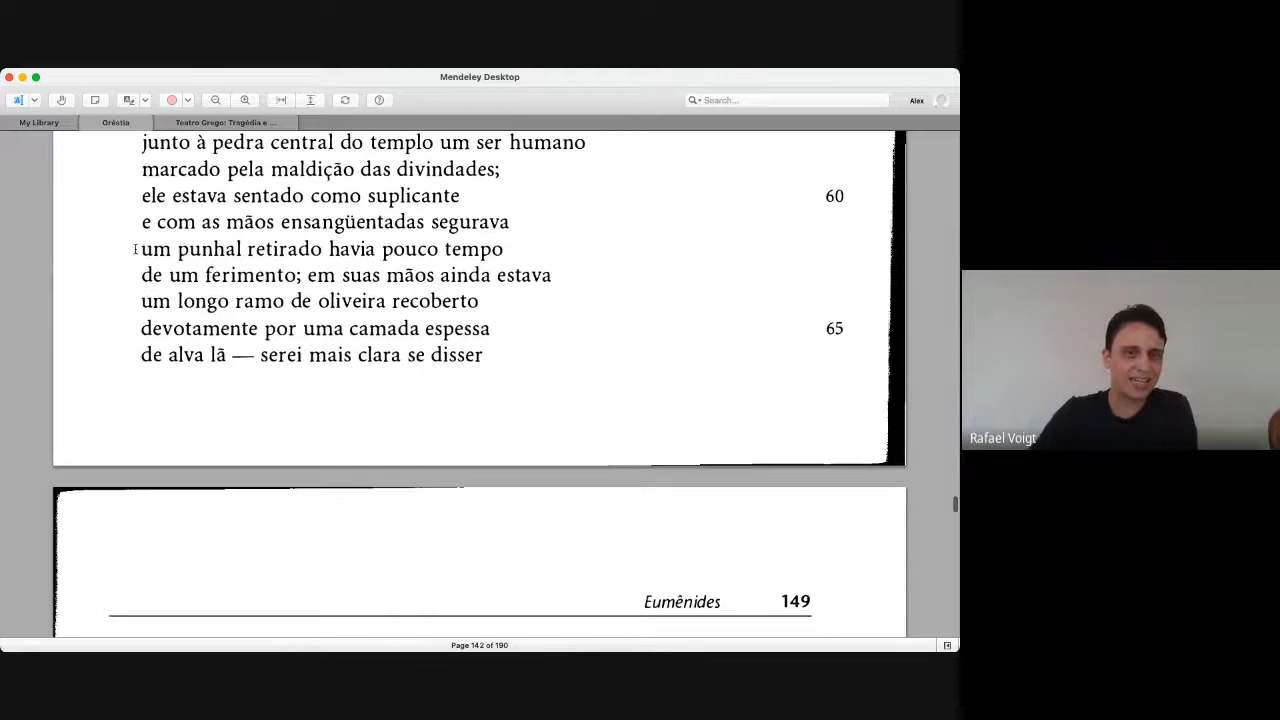 Mendeley Desktop
Search...
Alex
My Library
Oréstia
Teatro Grego: Tragédia e ...
junto à pedra central do templo um ser humano
marcado pela maldição das divindades;
ele estava sentado como suplicante 60
e com as mãos ensangüentadas segurava
um punhal retirado havia pouco tempo
de um ferimento; em suas mãos ainda estava
um longo ramo de oliveira recoberto
devotamente por uma camada espessa 65
de alva lã — serei mais clara se disser
Eumênides 149
Page 142 of 190
Rafael Voigt